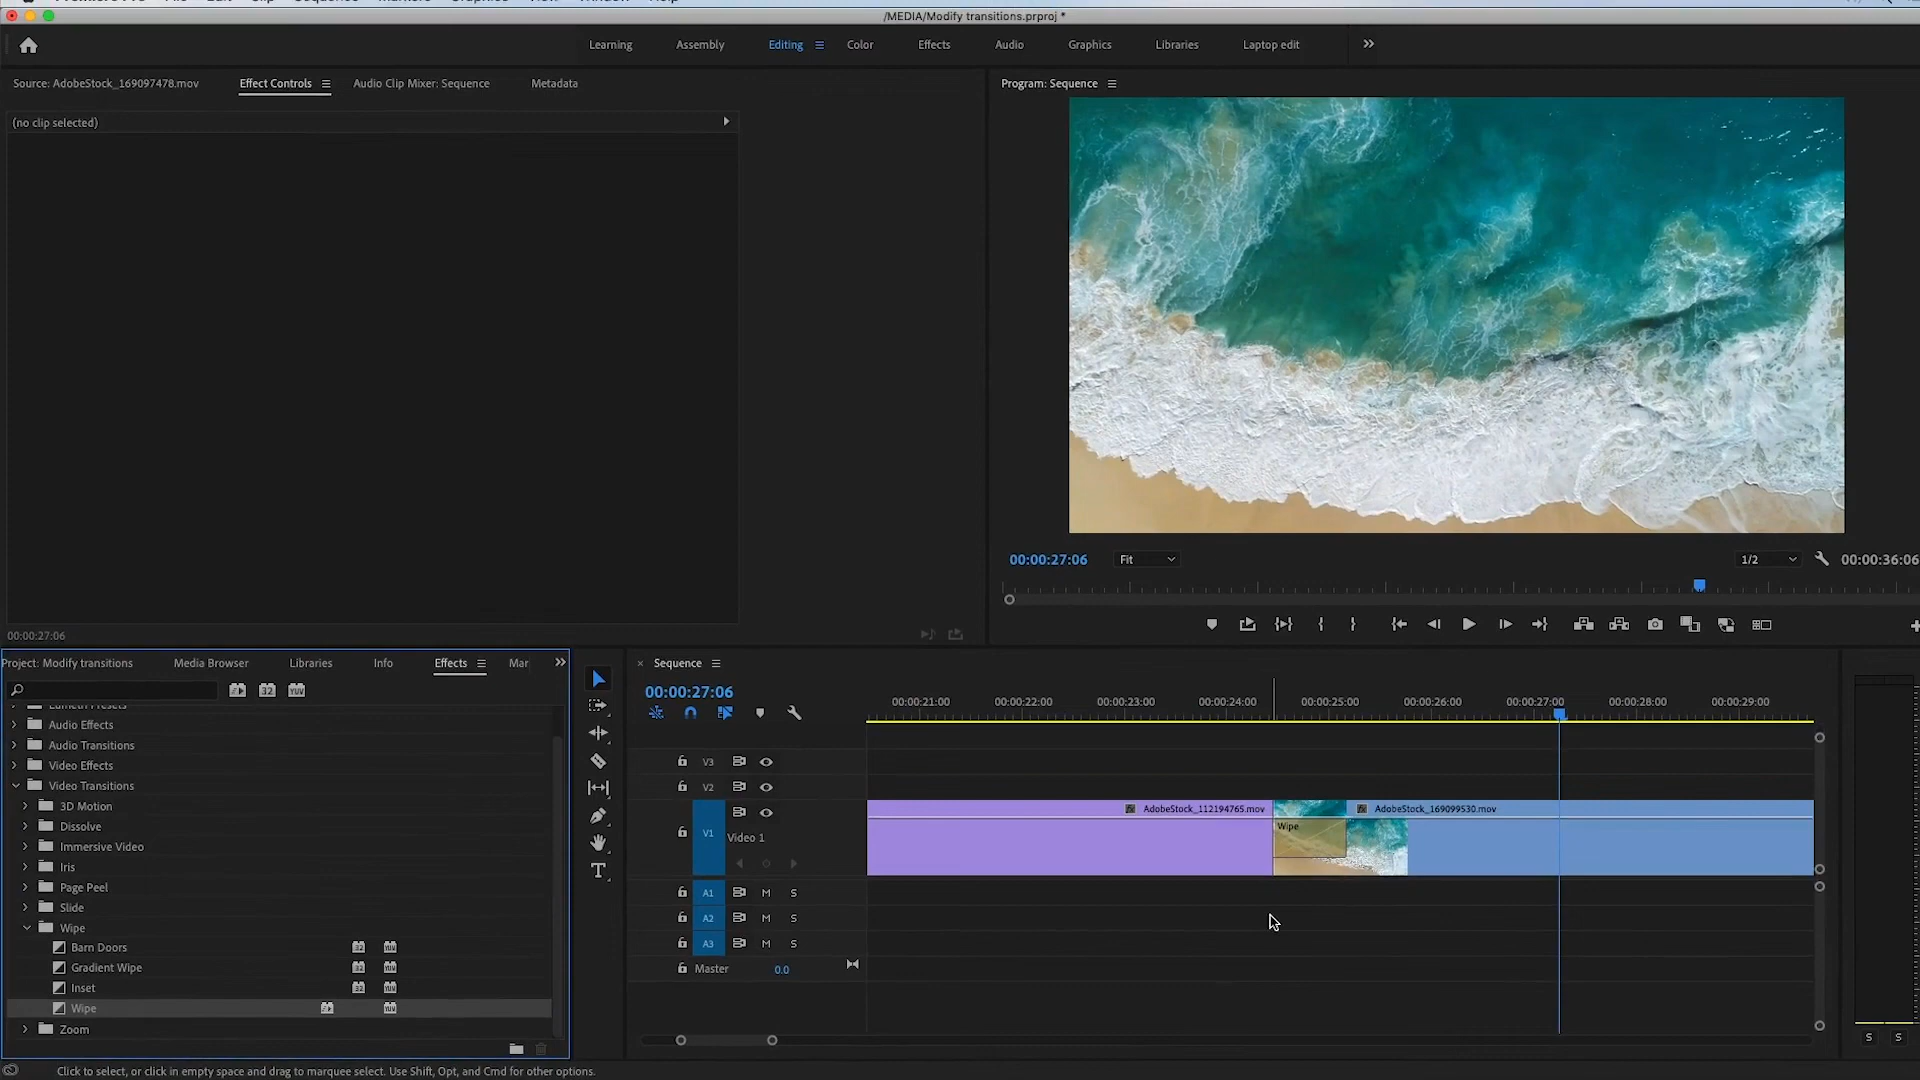 /MEDIA/Modify transitions.prproj *
Learning Assembly Editing Color Effects Audio Graphics Libraries Laptop edit
Source: AdobeStock_169097478.mov Effect Controls Audio Clip Mixer: Sequence Metadata
Program: Sequence
(no clip selected)
00:00:27:06 Fit 1/2 00:00:36:06
00:00:27:06
Project: Modify transitions Media Browser Libraries Info Effects Mar
Sequence
00:00:27:06
00:00:21:00 00:00:22:00 00:00:23:00 00:00:24:00 00:00:25:00 00:00:26:00 00:00:27:00 00:00:28:00 00:00:29:00
32 YUV
Audio Effects
Audio Transitions
Video Effects
Video Transitions
3D Motion
Dissolve
Immersive Video
Iris
Page Peel
Slide
Wipe
Barn Doors
Gradient Wipe
Inset
Wipe
Zoom
V3
V2
V1 Video 1
AdobeStock_112194765.mov AdobeStock_169099530.mov
Wipe
A1 M S
A2 M S
A3 M S
Master 0.0
S S
Click to select, or click in empty space and drag to marquee select. Use Shift, Opt, and Cmd for other options.